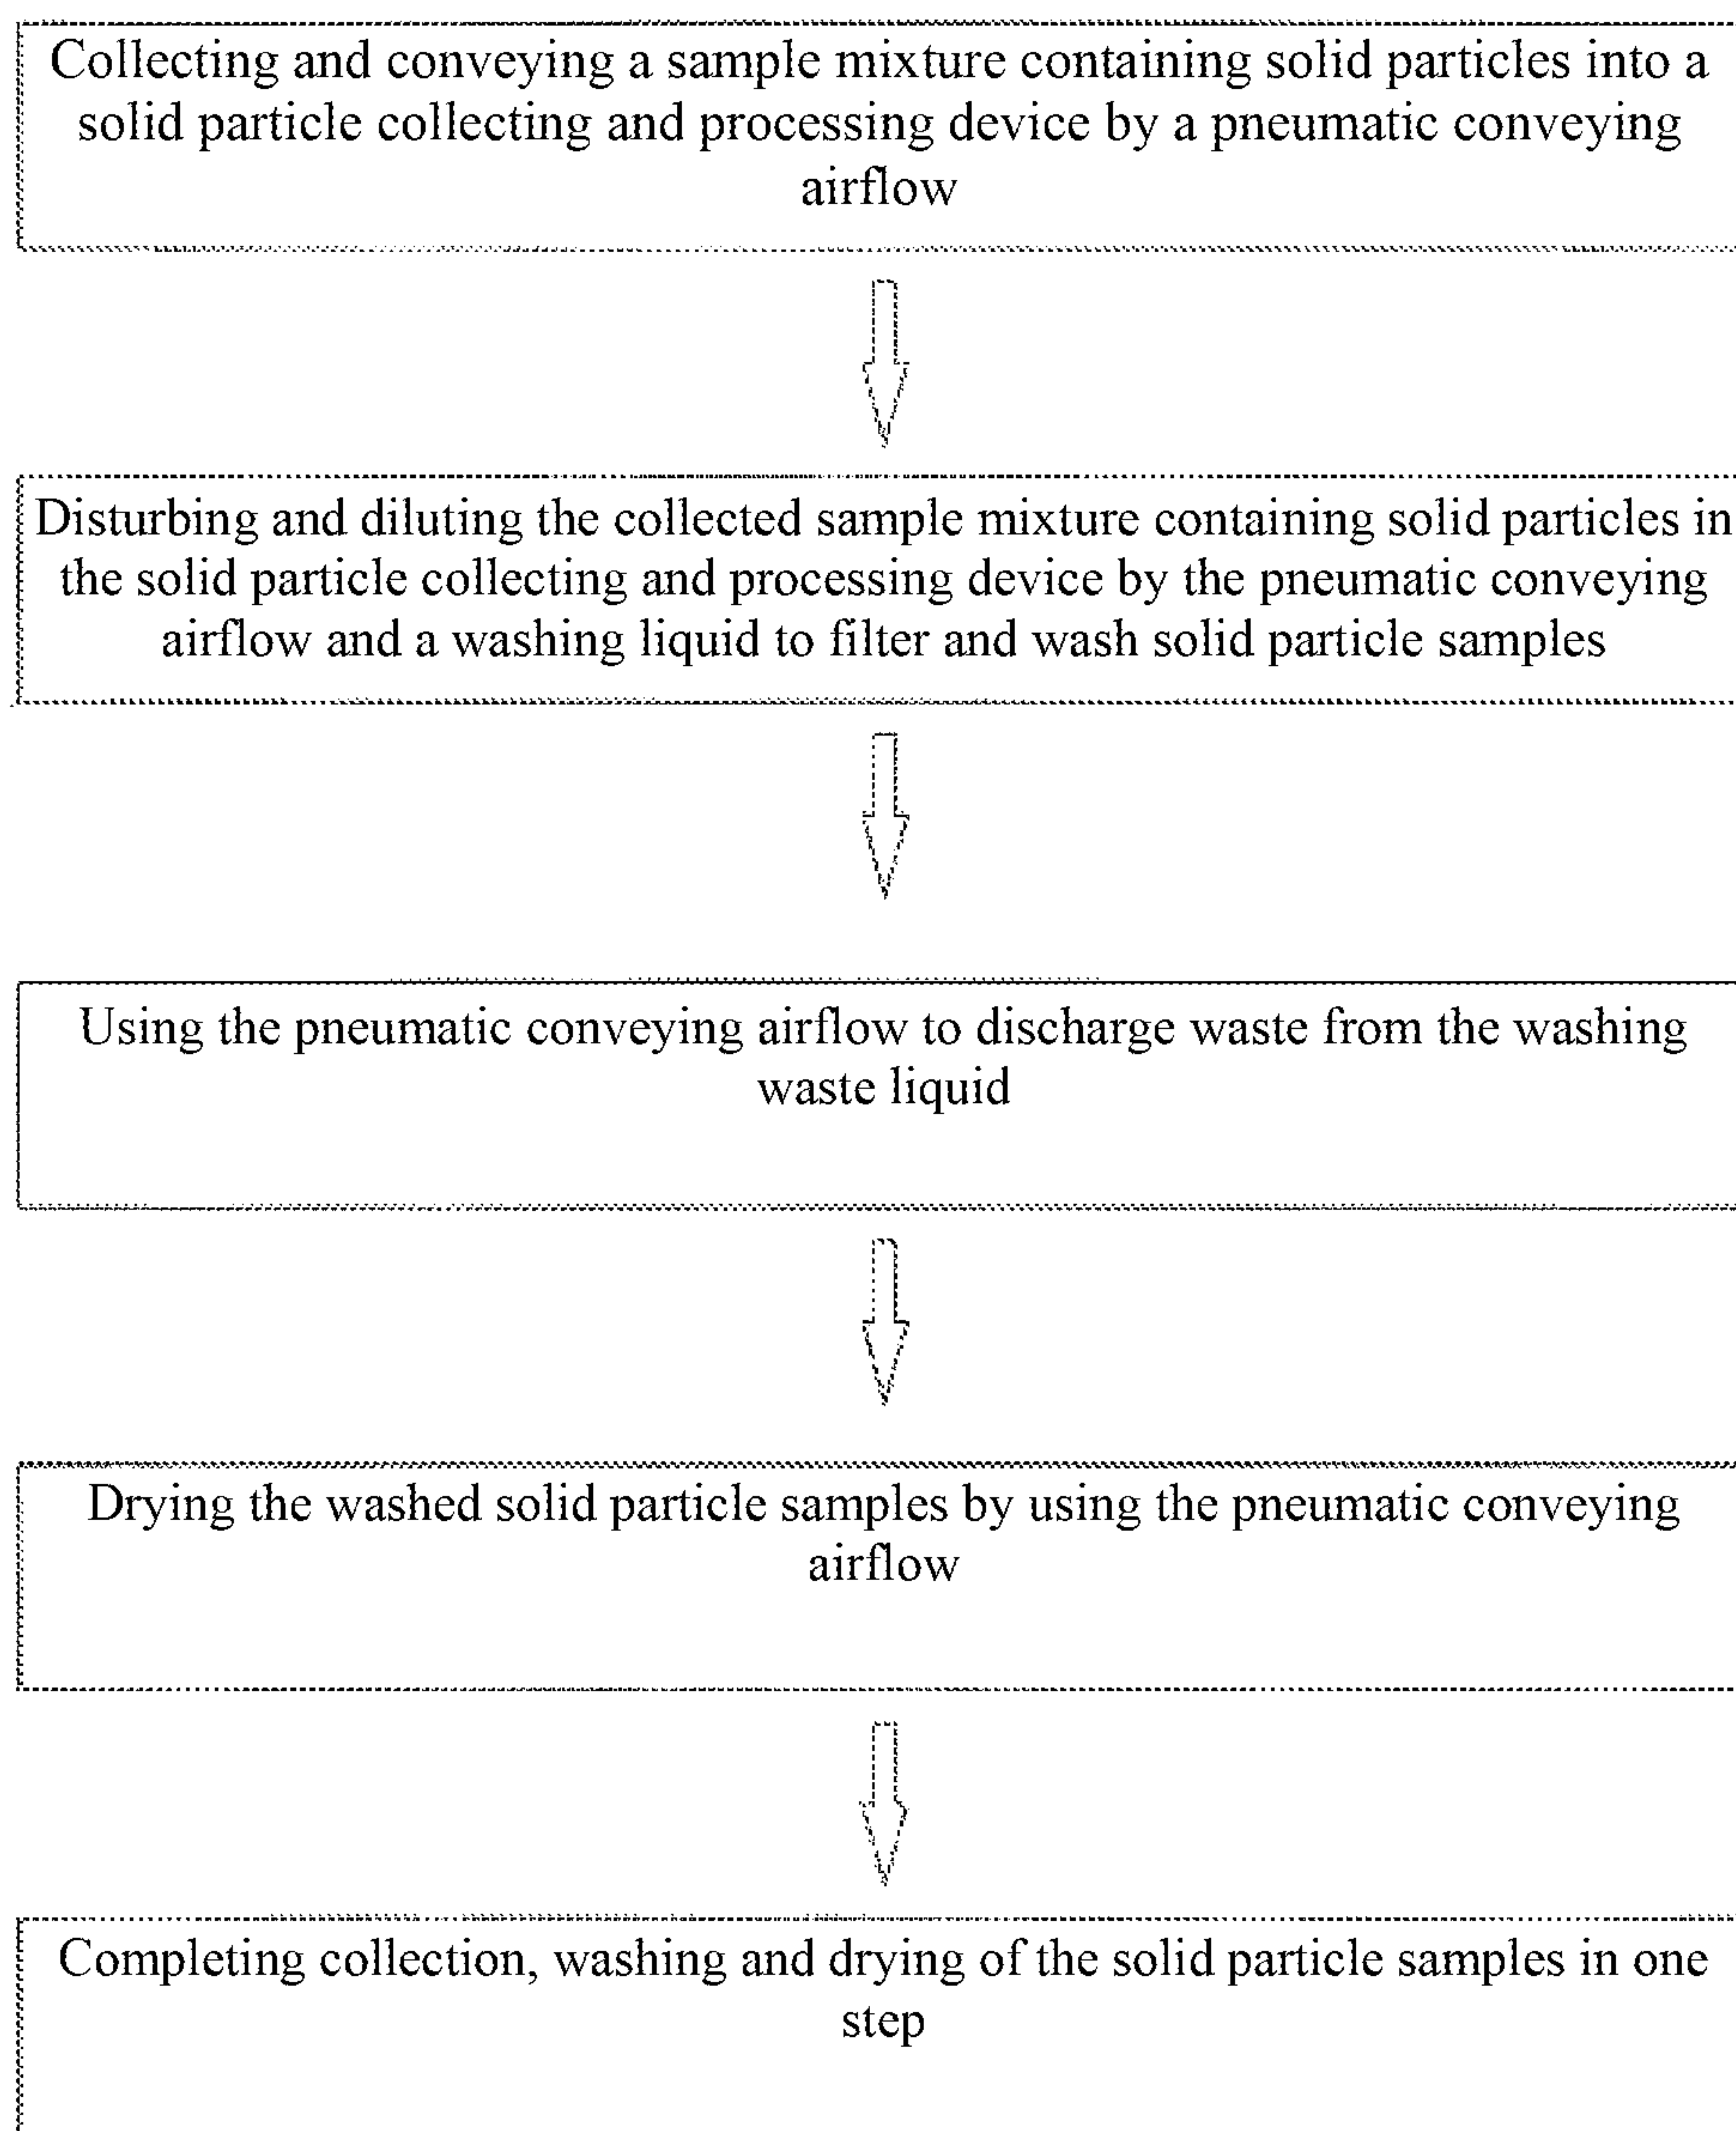 Collecting and conveying a sample mixture containing solid particles into a
solid particle collecting and processing device by a pneumatic conveying
airflow
Disturbing and diluting the collected sample mixture containing solid particles in
the solid particle collecting and processing device by the pneumatic conveying
airflow and a washing liquid to filter and wash solid particle samples
Using the pneumatic conveying airflow to discharge waste from the washing
waste liquid
Drying the washed solid particle samples by using the pneumatic conveying
airflow
Completing collection, washing and drying of the solid particle samples in one
step